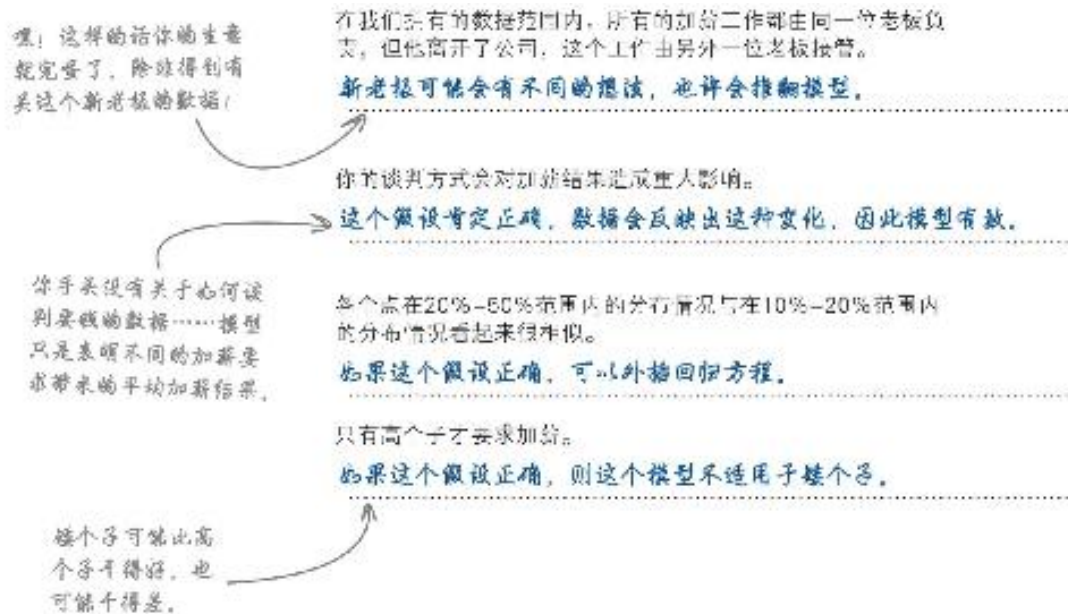 嘿！这样的话你的生意
就完蛋了，除非得到有
关这个新老板的数据！
在我们拥有的数据范围内，所有的加薪工作都由同一位老板负
责，但他离开了公司，这个工作由另外一位老板接管。
新老板可能会有不同的想法，也许会推翻模型。
你的谈判方式会对加薪结果造成重大影响。
这个假设肯定正确，数据会反映出这种变化，因此模型有效。
你手头没有关于如何谈
判要钱的数据……模型
只是表明不同的加薪要
求带来的平均加薪结果。
各个点在20%-50%范围内的分布情况与在10%-20%范围内
的分布情况看起来很相似。
如果这个假设正确，可以外插回归方程。
只有高个子才要求加薪。
如果这个假设正确，则这个模型不适用于矮个子。
矮个子可能比高
个子干得好，也
可能干得差。